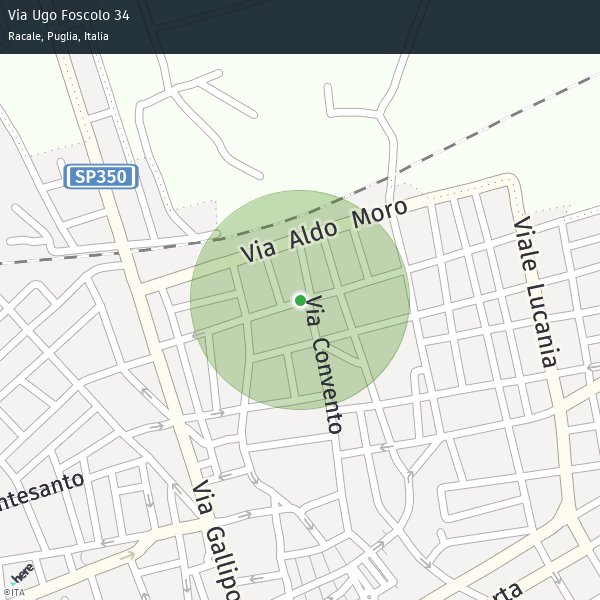 Via Ugo Foscolo 34
Racale, Puglia, Italia
SP350
Via Aldo Moro
Viale Lucania
Via Convento
ntesanto
Via Gallipo
rta
here
©ITA